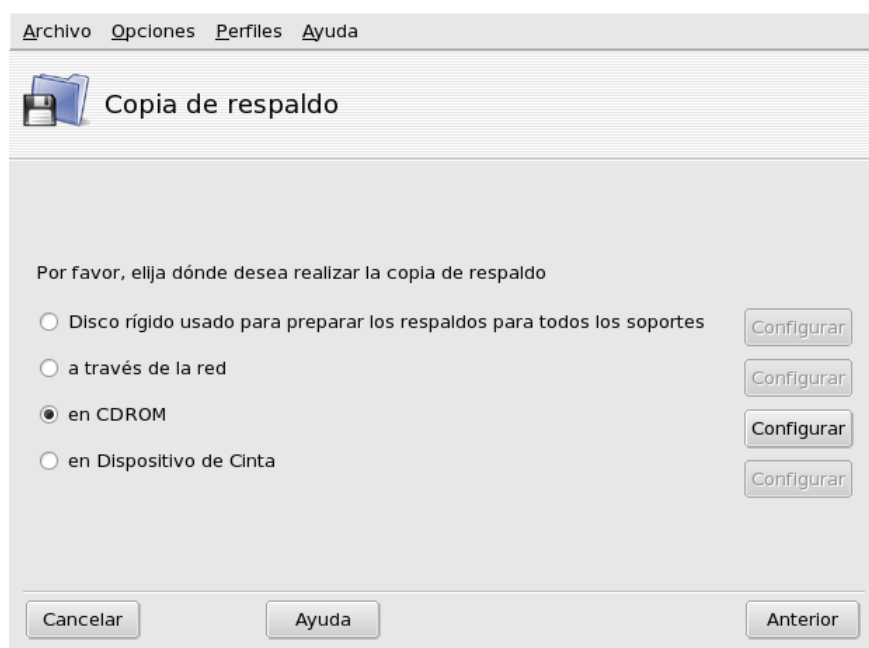 Archivo Opciones Perfiles Ayuda
Copia de respaldo
Por favor, elija dónde desea realizar la copia de respaldo
Disco rígido usado para preparar los respaldos para todos los soportes Configurar
a través de la red Configurar
en CDROM Configurar
en Dispositivo de Cinta Configurar
Cancelar Ayuda Anterior